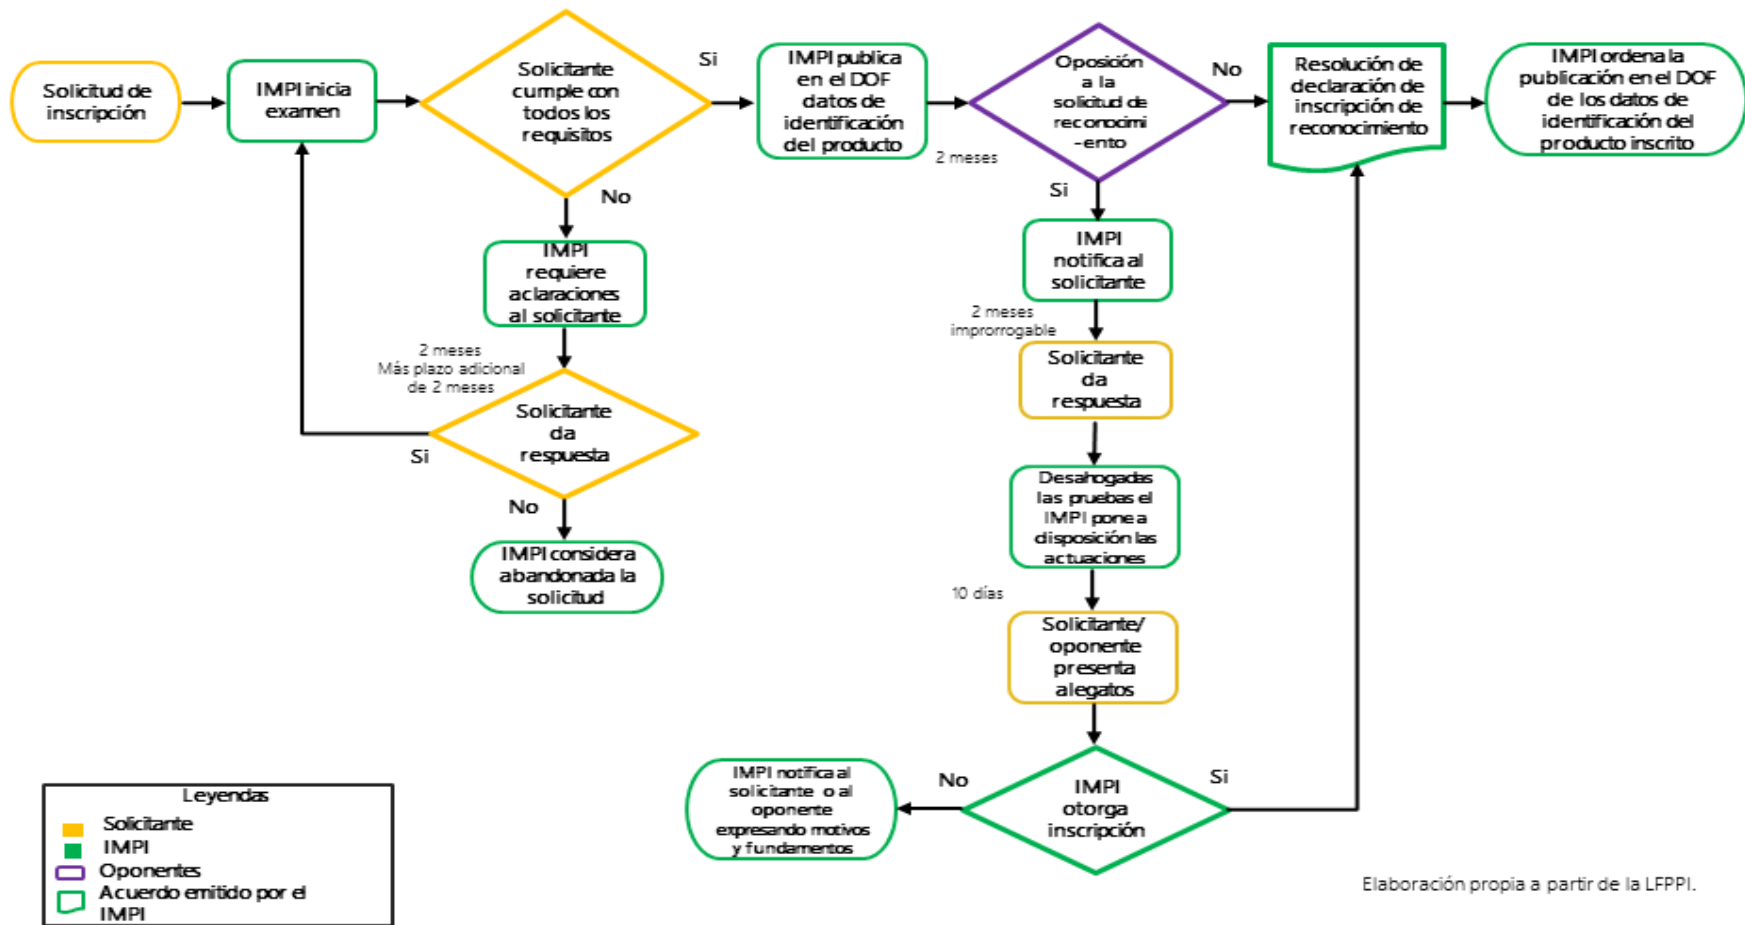 Solicitud de
inscripción
IMPI inicia
examen
Solicitante
cumple con
todos los
requisitos
Si
No
IMPI publica
en el DOF
datos de
identificación
del producto
2 meses
Oposición
a la
solicitud de
reconocimi
-ento
No
Si
Resolución de
declaración de
inscripción de
reconocimiento
IMPI ordena la
publicación en el DOF
de los datos de
identificación del
producto inscrito
IMPI
requiere
aclaraciones
al solicitante
2 meses
Más plazo adicional
de 2 meses
Solicitante
da
respuesta
Si
No
IMPI considera
abandonada la
solicitud
IMPI
notifica al
solicitante
2 meses
improrrogable
Solicitante
da
respuesta
Desahogadas
las pruebas el
IMPI pone a
disposición las
actuaciones
10 días
Solicitante/
oponente
presenta
alegatos
IMPI
otorga
inscripción
No
Si
IMPI notifica al
solicitante o al
oponente
expresando motivos
y fundamentos
Leyendas
Solicitante
IMPI
Oponentes
Acuerdo emitido por el
IMPI
Elaboración propia a partir de la LFPPI.